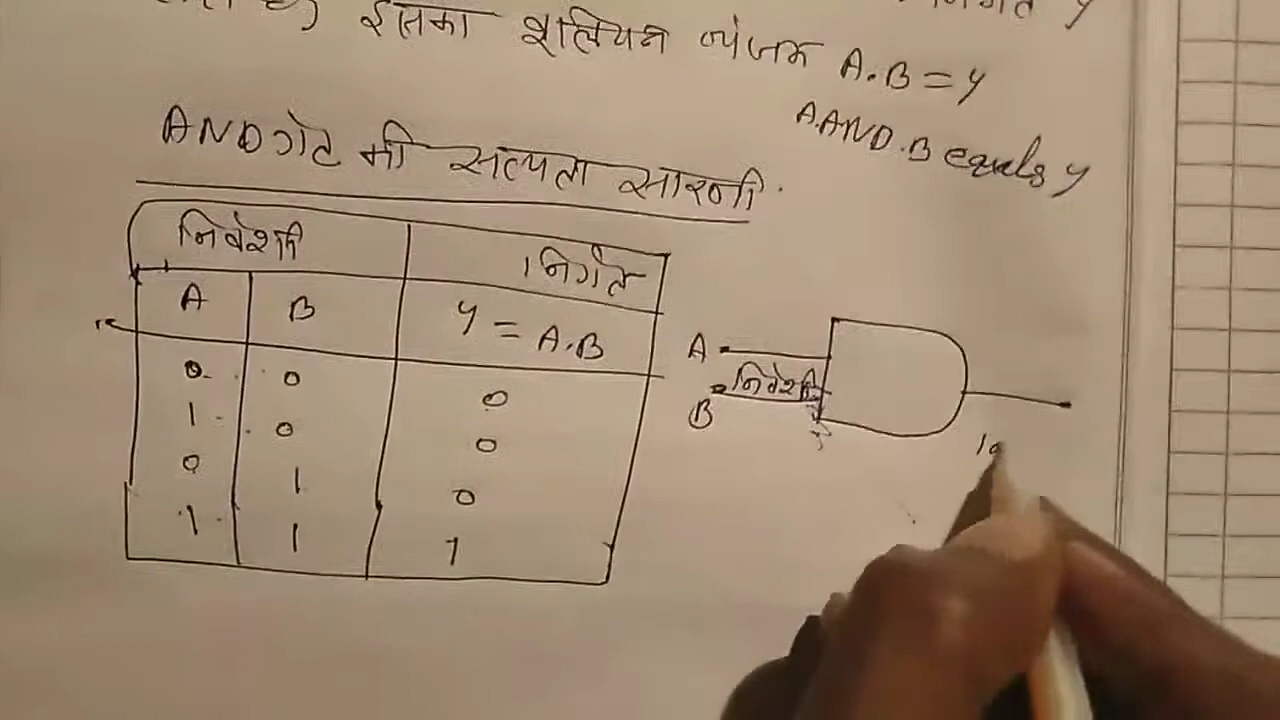 निर्गत y
इसका बूलियन व्यंजक A.B = y
A.AND.B equals y
AND गेट की सत्यता सारणी.
निवेशी निर्गत
A B y = A.B
0 0 0
1 0 0
0 1 0
1 1 1
A
निवेशी
B